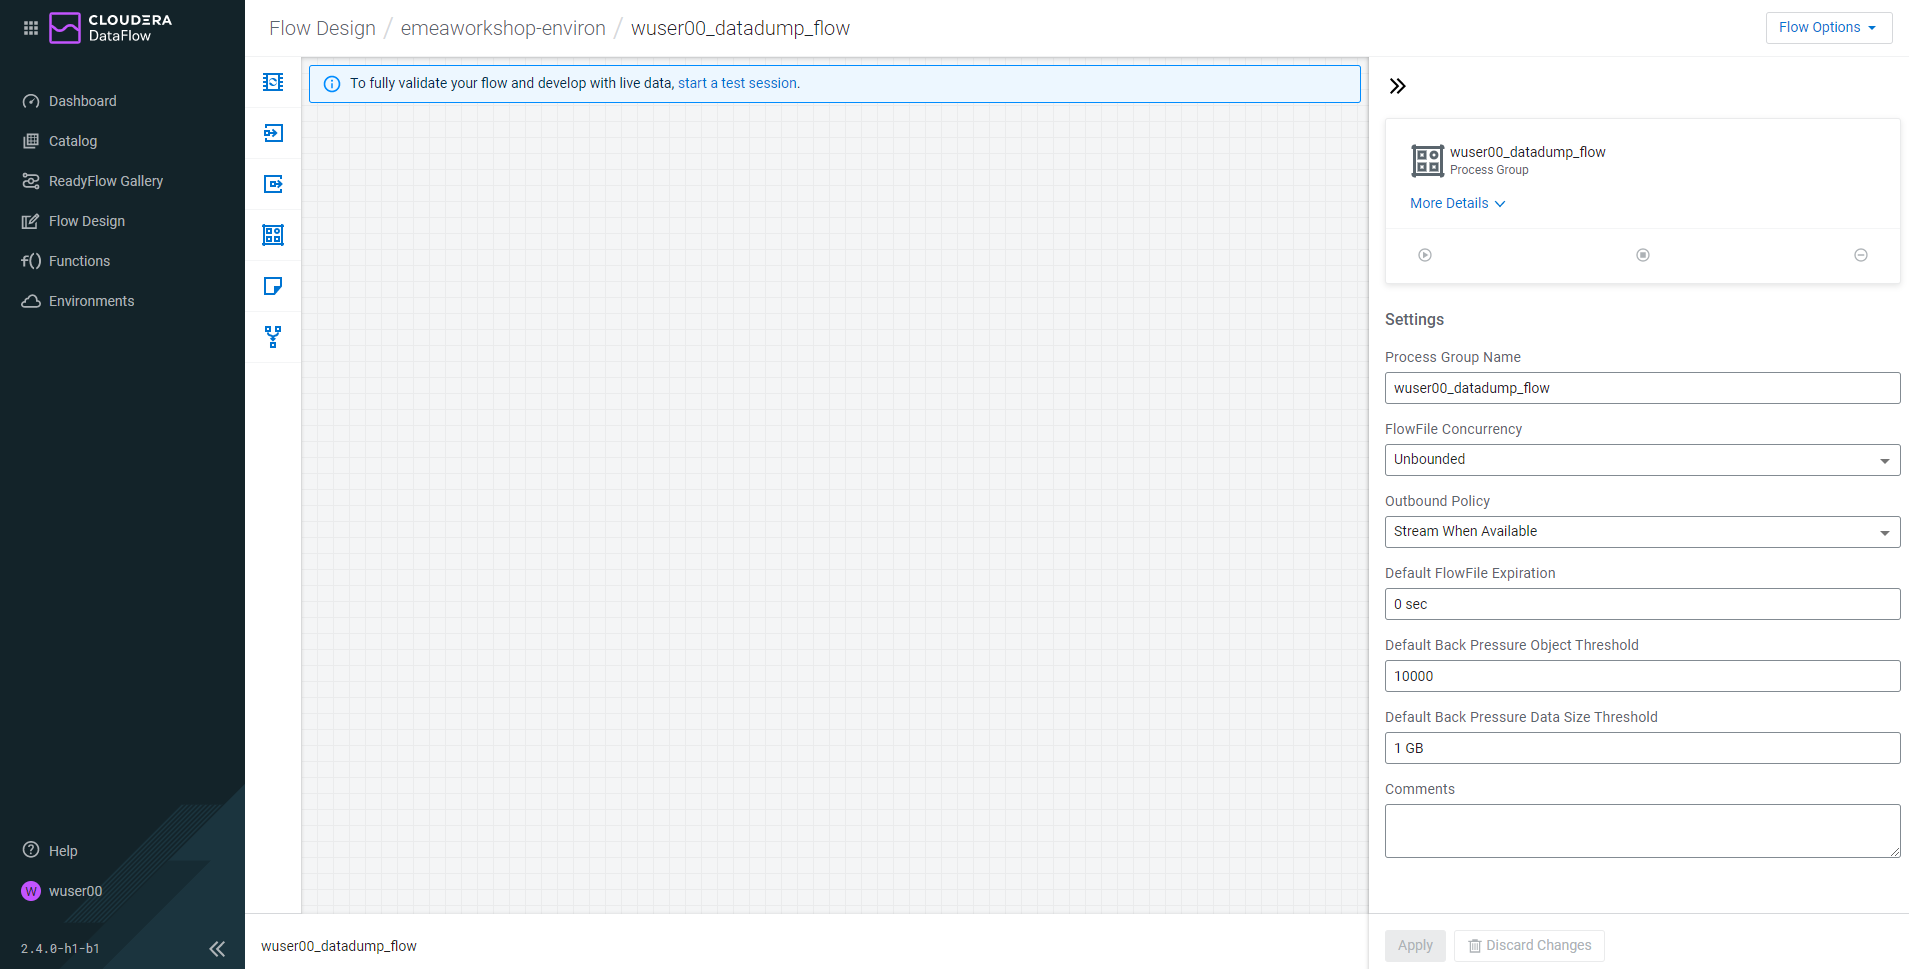 CLOUDERA
DataFlow
Dashboard
Catalog
ReadyFlow Gallery
Flow Design
f() Functions
Environments
Help
W wuser00
2.4.0-h1-b1
Flow Design / emeaworkshop-environ / wuser00_datadump_flow
Flow Options
To fully validate your flow and develop with live data, start a test session.
wuser00_datadump_flow
Process Group
More Details
Settings
Process Group Name
wuser00_datadump_flow
FlowFile Concurrency
Unbounded
Outbound Policy
Stream When Available
Default FlowFile Expiration
0 sec
Default Back Pressure Object Threshold
10000
Default Back Pressure Data Size Threshold
1 GB
Comments
wuser00_datadump_flow
Apply
Discard Changes